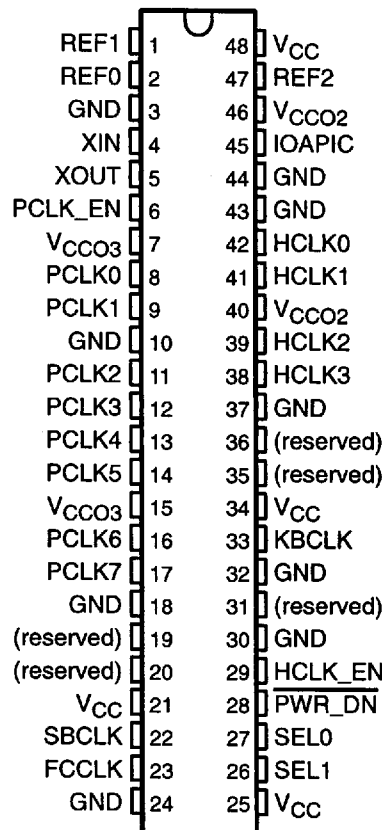 REF1 1 48 VCC
REF0 2 47 REF2
GND 3 46 VCCO2
XIN 4 45 IOAPIC
XOUT 5 44 GND
PCLK_EN 6 43 GND
VCCO3 7 42 HCLK0
PCLK0 8 41 HCLK1
PCLK1 9 40 VCCO2
GND 10 39 HCLK2
PCLK2 11 38 HCLK3
PCLK3 12 37 GND
PCLK4 13 36 (reserved)
PCLK5 14 35 (reserved)
VCCO3 15 34 VCC
PCLK6 16 33 KBCLK
PCLK7 17 32 GND
GND 18 31 (reserved)
(reserved) 19 30 GND
(reserved) 20 29 HCLK_EN
VCC 21 28 PWR_DN
SBCLK 22 27 SEL0
FCCLK 23 26 SEL1
GND 24 25 VCC